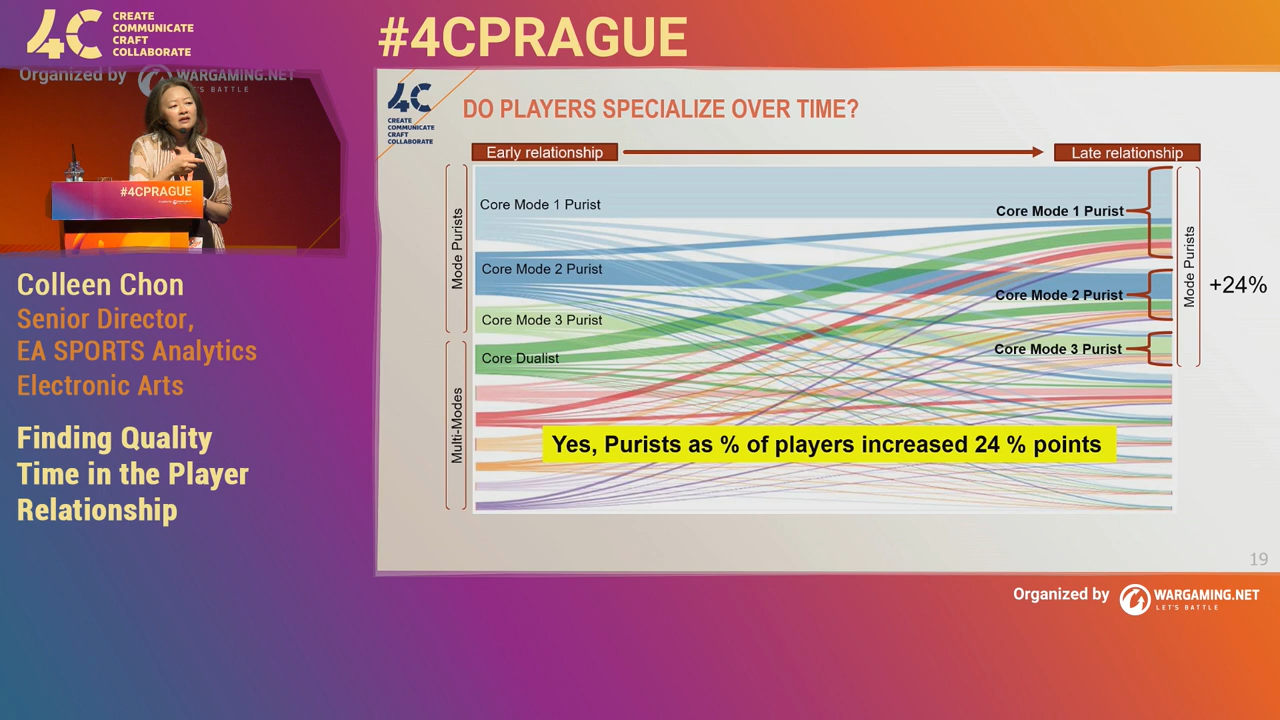 4C
CREATE
COMMUNICATE
CRAFT
COLLABORATE
#4CPRAGUE
Organized by WARGAMING.NET
LET'S BATTLE
#4CPRAGUE
Colleen Chon
Senior Director,
EA SPORTS Analytics
Electronic Arts
Finding Quality
Time in the Player
Relationship
4C
CREATE
COMMUNICATE
CRAFT
COLLABORATE
DO PLAYERS SPECIALIZE OVER TIME?
Early relationship
Late relationship
Mode Purists
Core Mode 1 Purist
Core Mode 2 Purist
Core Mode 3 Purist
Multi-Modes
Core Dualist
Core Mode 1 Purist
Core Mode 2 Purist
Core Mode 3 Purist
Mode Purists
+24%
Yes, Purists as % of players increased 24 % points
19
Organized by WARGAMING.NET
LET'S BATTLE